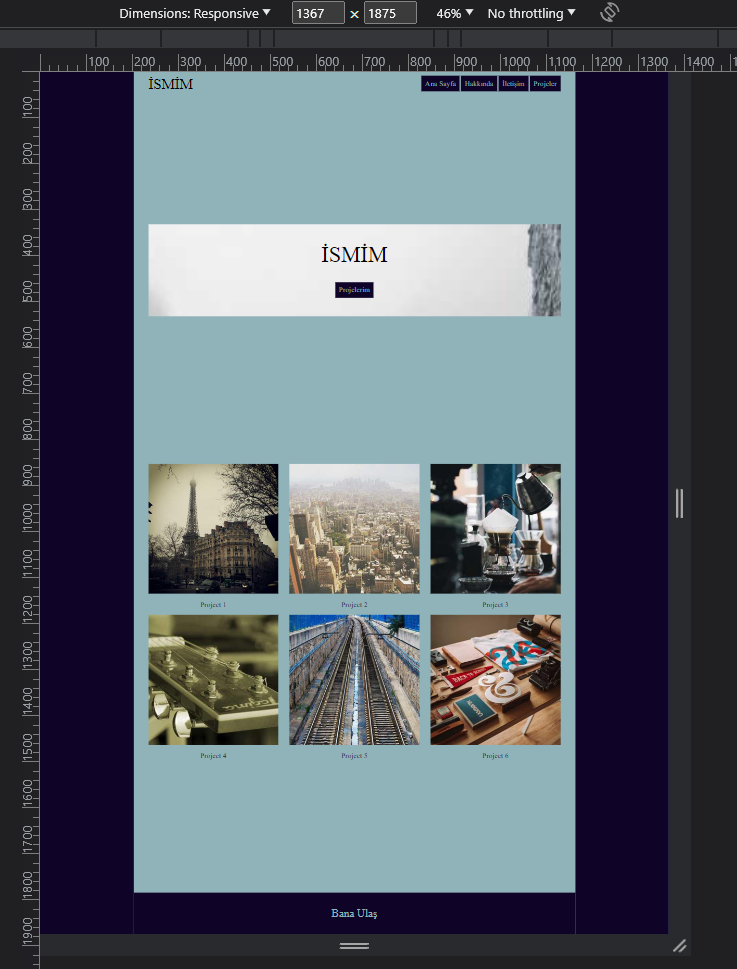 Dimensions: Responsive 1367 × 1875 46% No throttling
100 200 300 400 500 600 700 800 900 1000 1100 1200 1300 1400
100
200
300
400
500
600
700
800
900
1000
1100
1200
1300
1400
1500
1600
1700
1800
1900
İSMİM Ana Sayfa Hakkında İletişim Projeler
İSMİM
Projelerim
Project 1 Project 2 Project 3
Project 4 Project 5 Project 6
Bana Ulaş